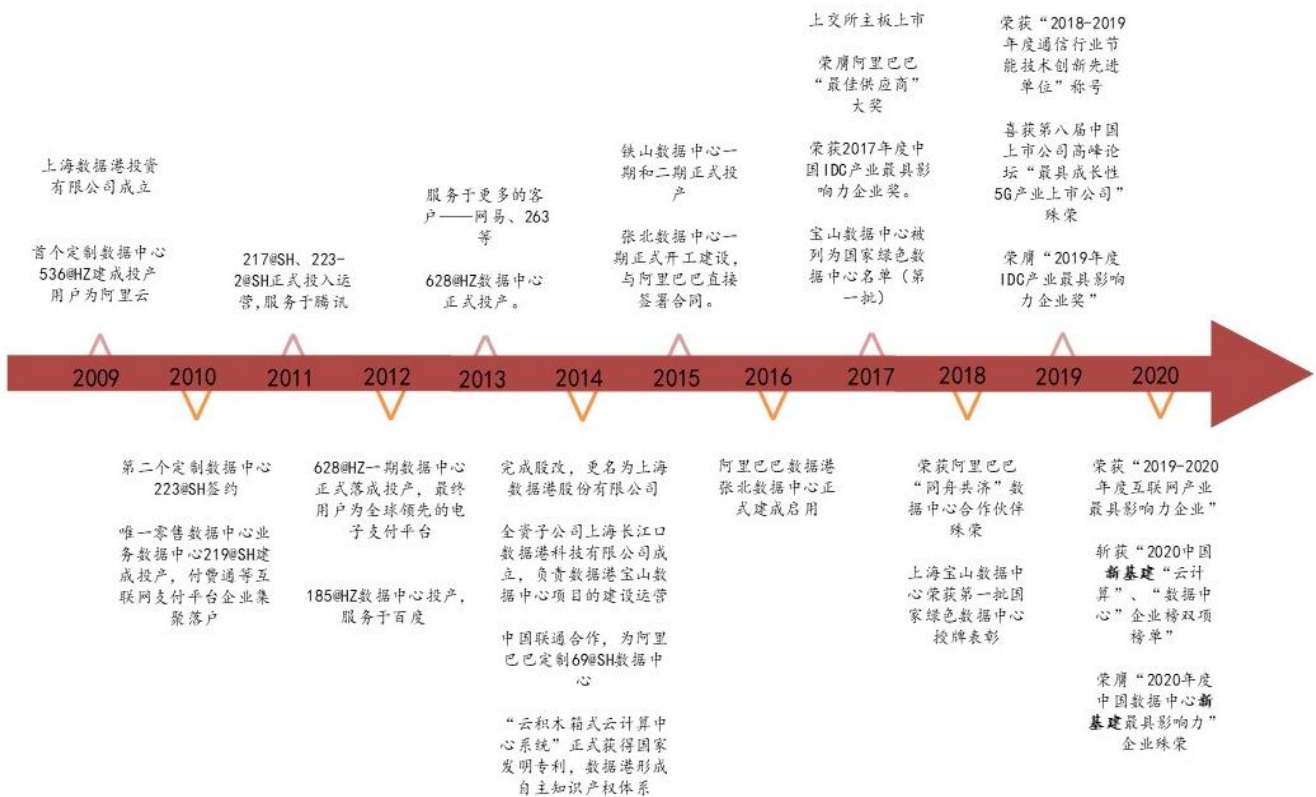 上海数据港投资
有限公司成立
首个定制数据中心
536@HZ建成投产
用户为阿里云
217@SH、223-
2@SH正式投入运
营,服务于腾讯
服务于更多的客
户——网易、263
等
628@HZ数据中心
正式投产。
铁山数据中心一
期和二期正式投
产
张北数据中心一
期正式开工建设，
与阿里巴巴直接
签署合同。
上交所主板上市
荣膺阿里巴巴
“最佳供应商”
大奖
荣获2017年度中
国IDC产业最具影
响力企业奖。
宝山数据中心被
列为国家绿色数
据中心名单（第
一批）
荣获“2018-2019
年度通信行业节
能技术创新先进
单位”称号
喜获第八届中国
上市公司高峰论
坛“最具成长性
5G产业上市公司”
殊荣
荣膺“2019年度
IDC产业最具影响
力企业奖”
2009 2010 2011 2012 2013 2014 2015 2016 2017 2018 2019 2020
第二个定制数据中心
223@SH签约
唯一零售数据中心业
务数据中心219@SH建
成投产，付费通等互
联网支付平台企业集
聚落户
628@HZ一期数据中心
正式落成投产，最终
用户为全球领先的电
子支付平台
185@HZ数据中心投产，
服务于百度
完成股改，更名为上海
数据港股份有限公司
全资子公司上海长江口
数据港科技有限公司成
立，负责数据港宝山数
据中心项目的建设运营
中国联通合作，为阿里
巴巴定制69@SH数据中
心
“云积木箱式云计算中
心系统”正式获得国家
发明专利，数据港形成
自主知识产权体系
阿里巴巴数据港
张北数据中心正
式建成启用
荣获阿里巴巴
“同舟共济”数
据中心合作伙伴
殊荣
上海宝山数据中
心荣获第一批国
家绿色数据中心
授牌表彰
荣获“2019-2020
年度互联网产业
最具影响力企业”
斩获“2020中国
新基建“云计
算”、“数据中
心”企业榜双项
榜单”
荣膺“2020年度
中国数据中心新
基建最具影响力”
企业殊荣